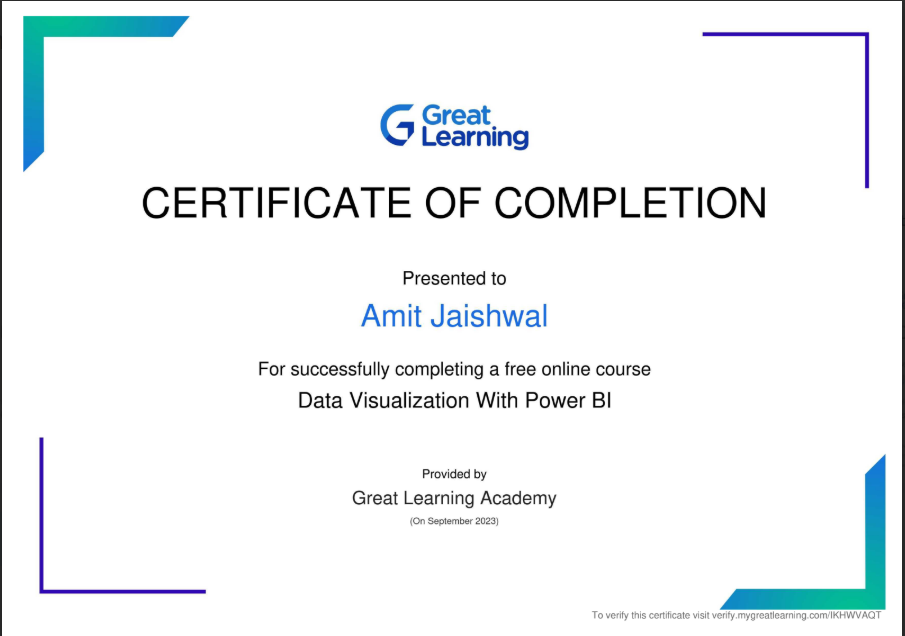 Great
Learning
CERTIFICATE OF COMPLETION
Presented to
Amit Jaishwal
For successfully completing a free online course
Data Visualization With Power BI
Provided by
Great Learning Academy
(On September 2023)
To verify this certificate visit verify.mygreatlearning.com/IKHWVAQT